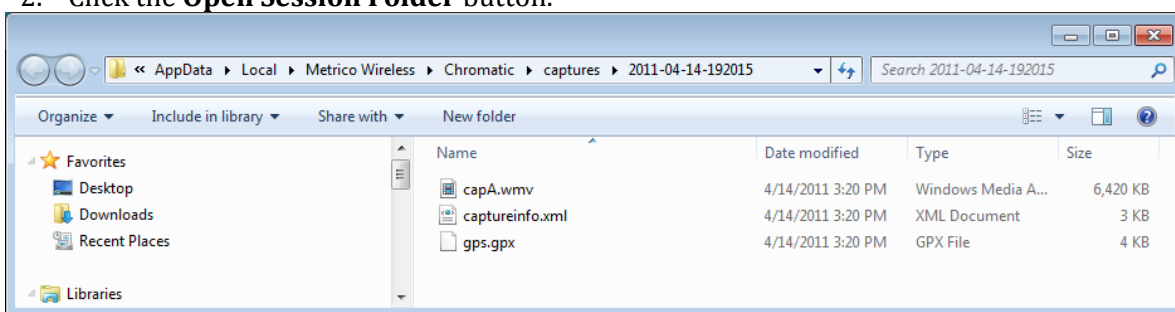 2. Click the Open Session Folder button.
« AppData ▸ Local ▸ Metrico Wireless ▸ Chromatic ▸ captures ▸ 2011-04-14-192015 Search 2011-04-14-192015
Organize ▾ Include in library ▾ Share with ▾ New folder
Favorites Name Date modified Type Size
Desktop capA.wmv 4/14/2011 3:20 PM Windows Media A... 6,420 KB
Downloads captureinfo.xml 4/14/2011 3:20 PM XML Document 3 KB
Recent Places gps.gpx 4/14/2011 3:20 PM GPX File 4 KB
Libraries